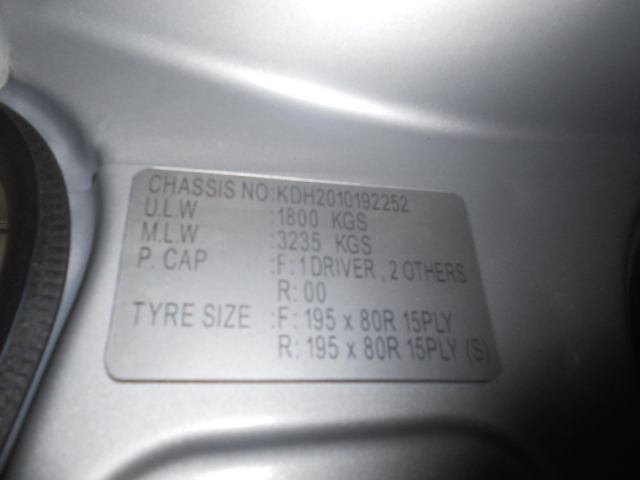 CHASSIS NO:KDH2010192252
U.L.W :1800 KGS
M.L.W :3235 KGS
P. CAP :F: 1 DRIVER , 2 OTHERS
R: 00
TYRE SIZE :F: 195 x 80R 15PLY
R: 195 x 80R 15PLY (S)